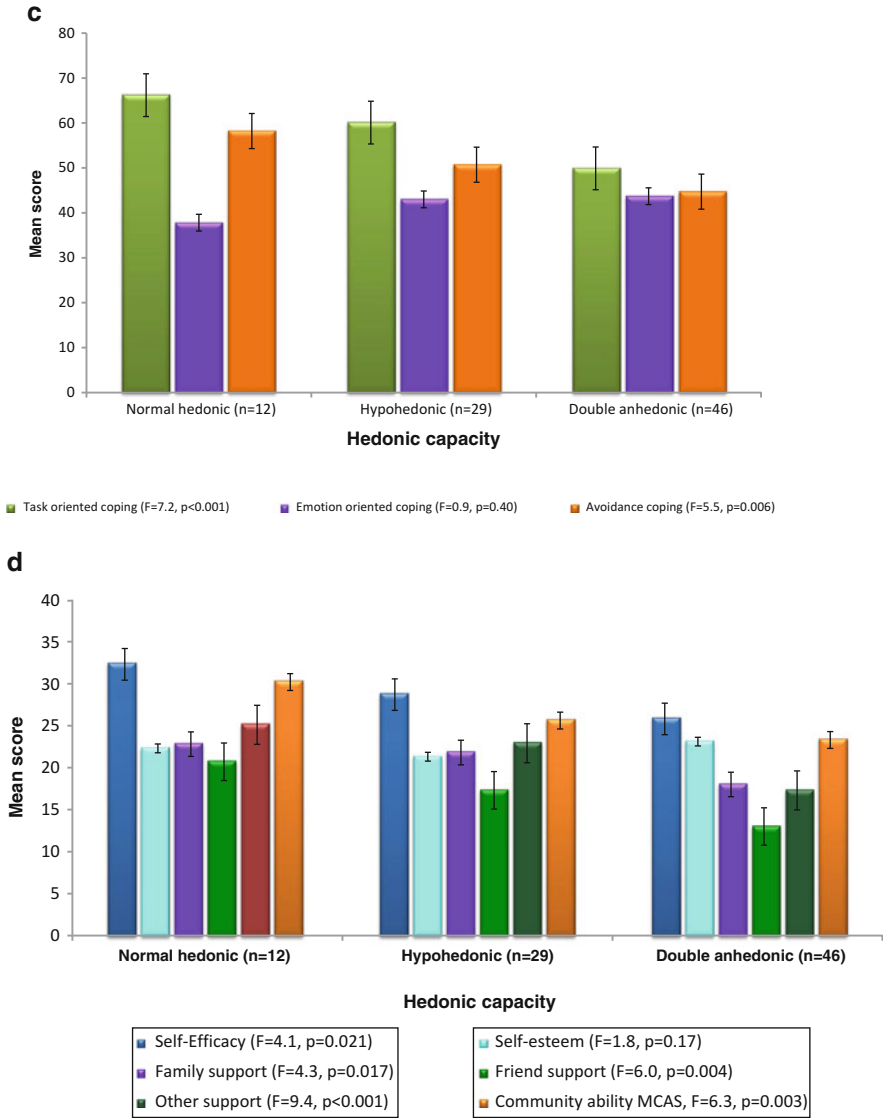 c
80
70
60
50
40
30
20
10
0
Mean score
Normal hedonic (n=12) Hypohedonic (n=29) Double anhedonic (n=46)
Hedonic capacity
Task oriented coping (F=7.2, p<0.001) Emotion oriented coping (F=0.9, p=0.40) Avoidance coping (F=5.5, p=0.006)
d
40
35
30
25
20
15
10
5
0
Mean score
Normal hedonic (n=12) Hypohedonic (n=29) Double anhedonic (n=46)
Hedonic capacity
Self-Efficacy (F=4.1, p=0.021) Self-esteem (F=1.8, p=0.17)
Family support (F=4.3, p=0.017) Friend support (F=6.0, p=0.004)
Other support (F=9.4, p<0.001) Community ability MCAS, F=6.3, p=0.003)